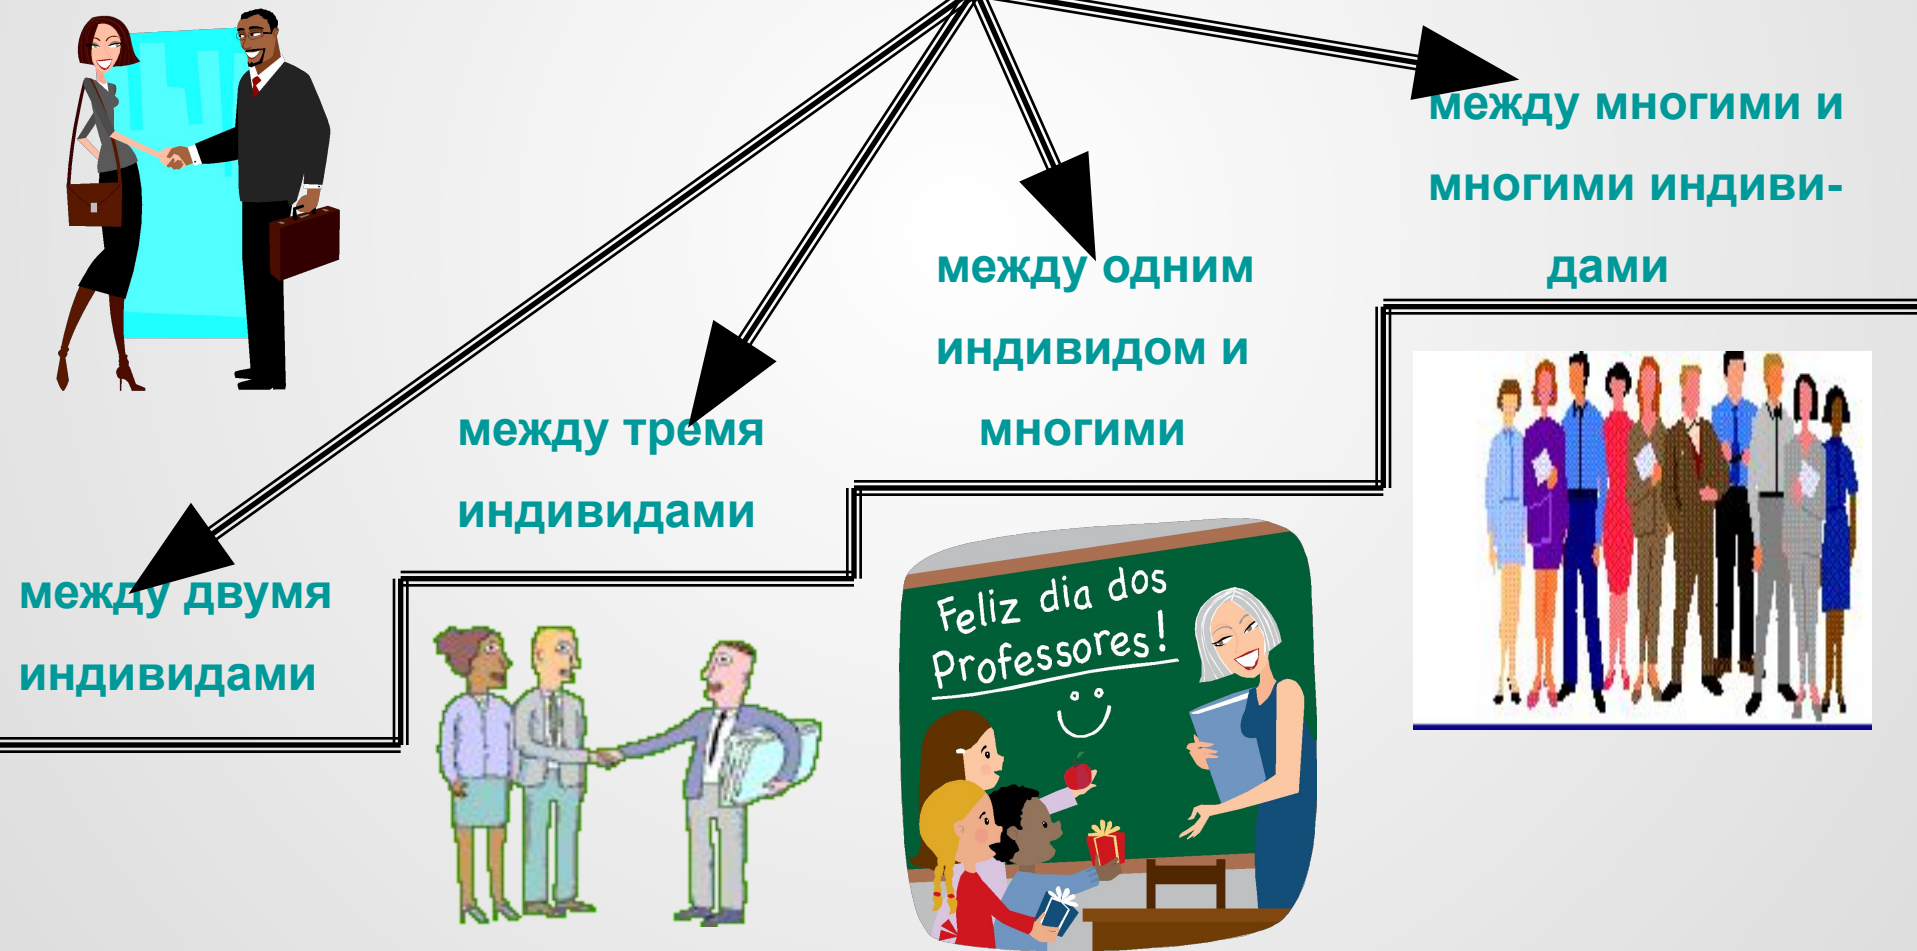 между двумя
индивидами
между тремя
индивидами
между одним
индивидом и
многими
между многими и
многими индиви-
дами
Feliz dia dos
Professores!